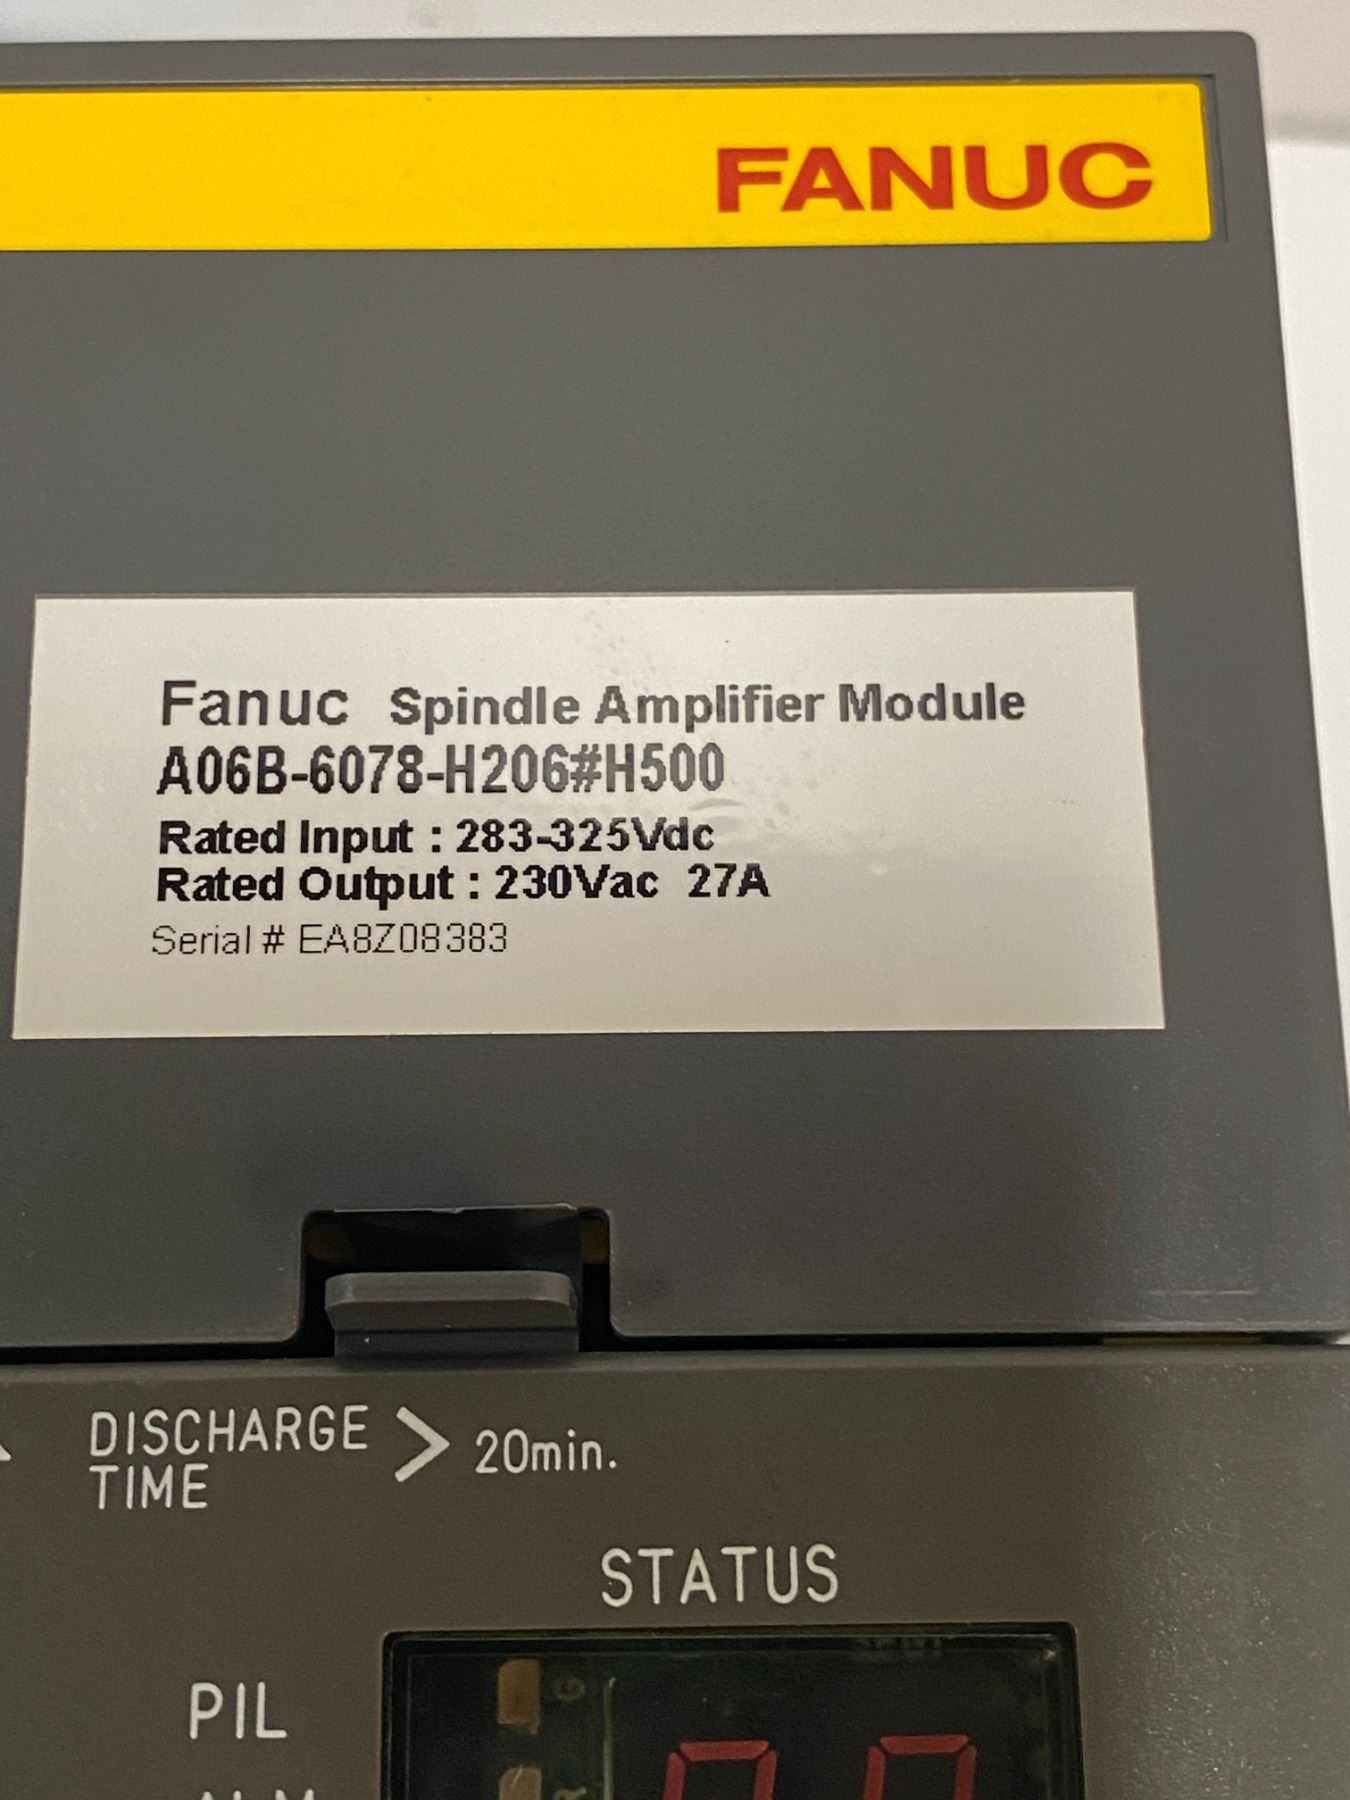 FANUC
Fanuc Spindle Amplifier Module
A06B-6078-H206#H500
Rated Input : 283-325Vdc
Rated Output : 230Vac 27A
Serial # EA8Z08383
DISCHARGE TIME > 20min.
STATUS
PIL
ALM